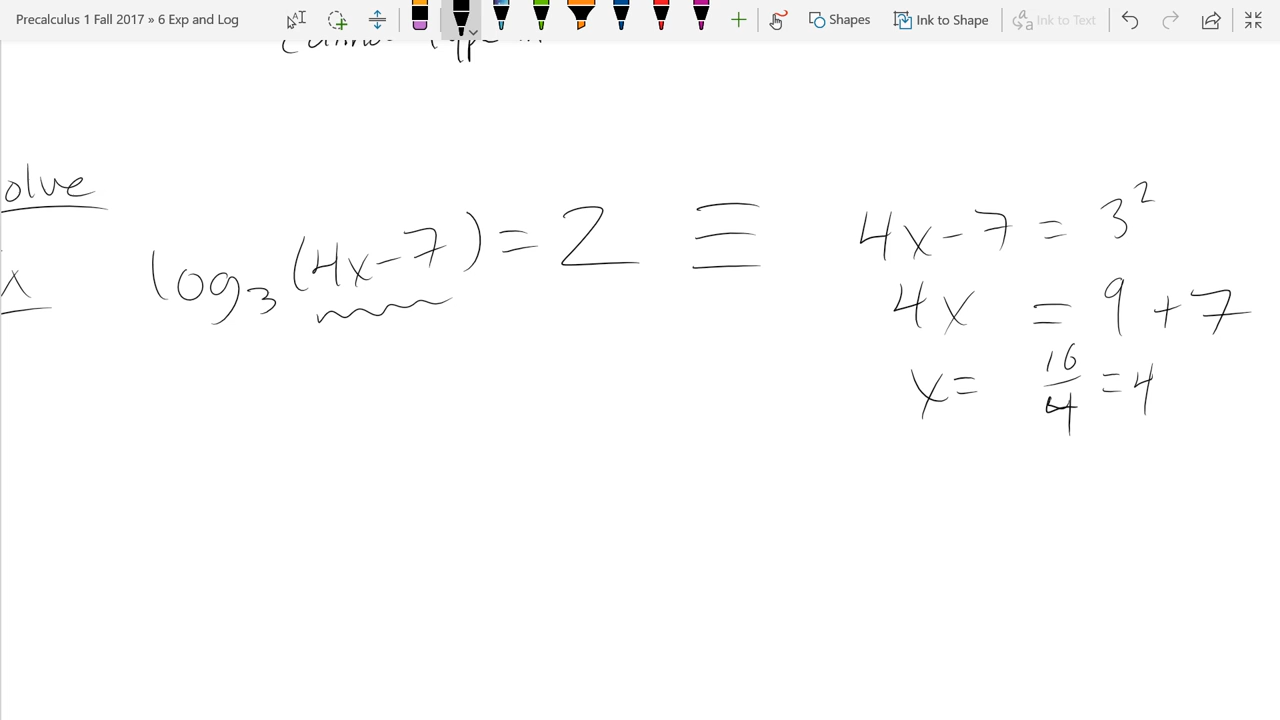 Precalculus 1 Fall 2017 » 6 Exp and Log
Shapes
Ink to Shape
Ink to Text
olve
x
log₃(4x-7) = 2 ≡ 4x-7 = 3²
4x = 9 + 7
x = 16/4 = 4